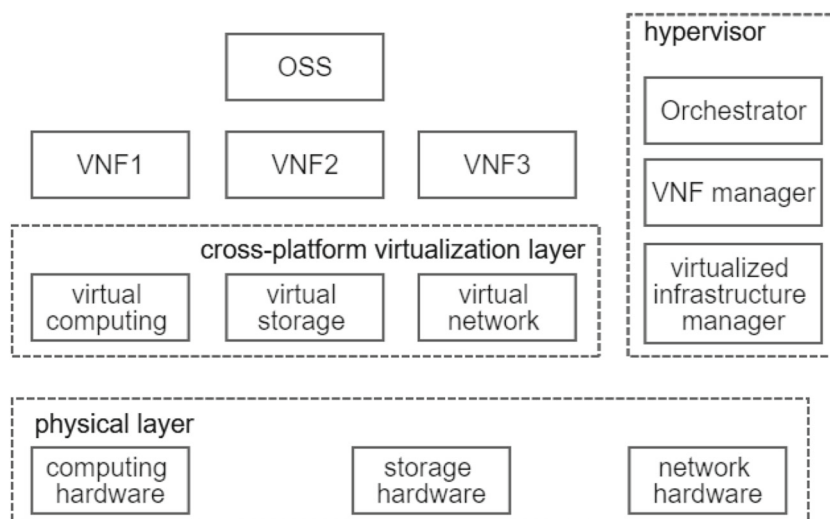 OSS
VNF1
VNF2
VNF3
cross-platform virtualization layer
virtual
computing
virtual
storage
virtual
network
hypervisor
Orchestrator
VNF manager
virtualized
infrastructure
manager
physical layer
computing
hardware
storage
hardware
network
hardware